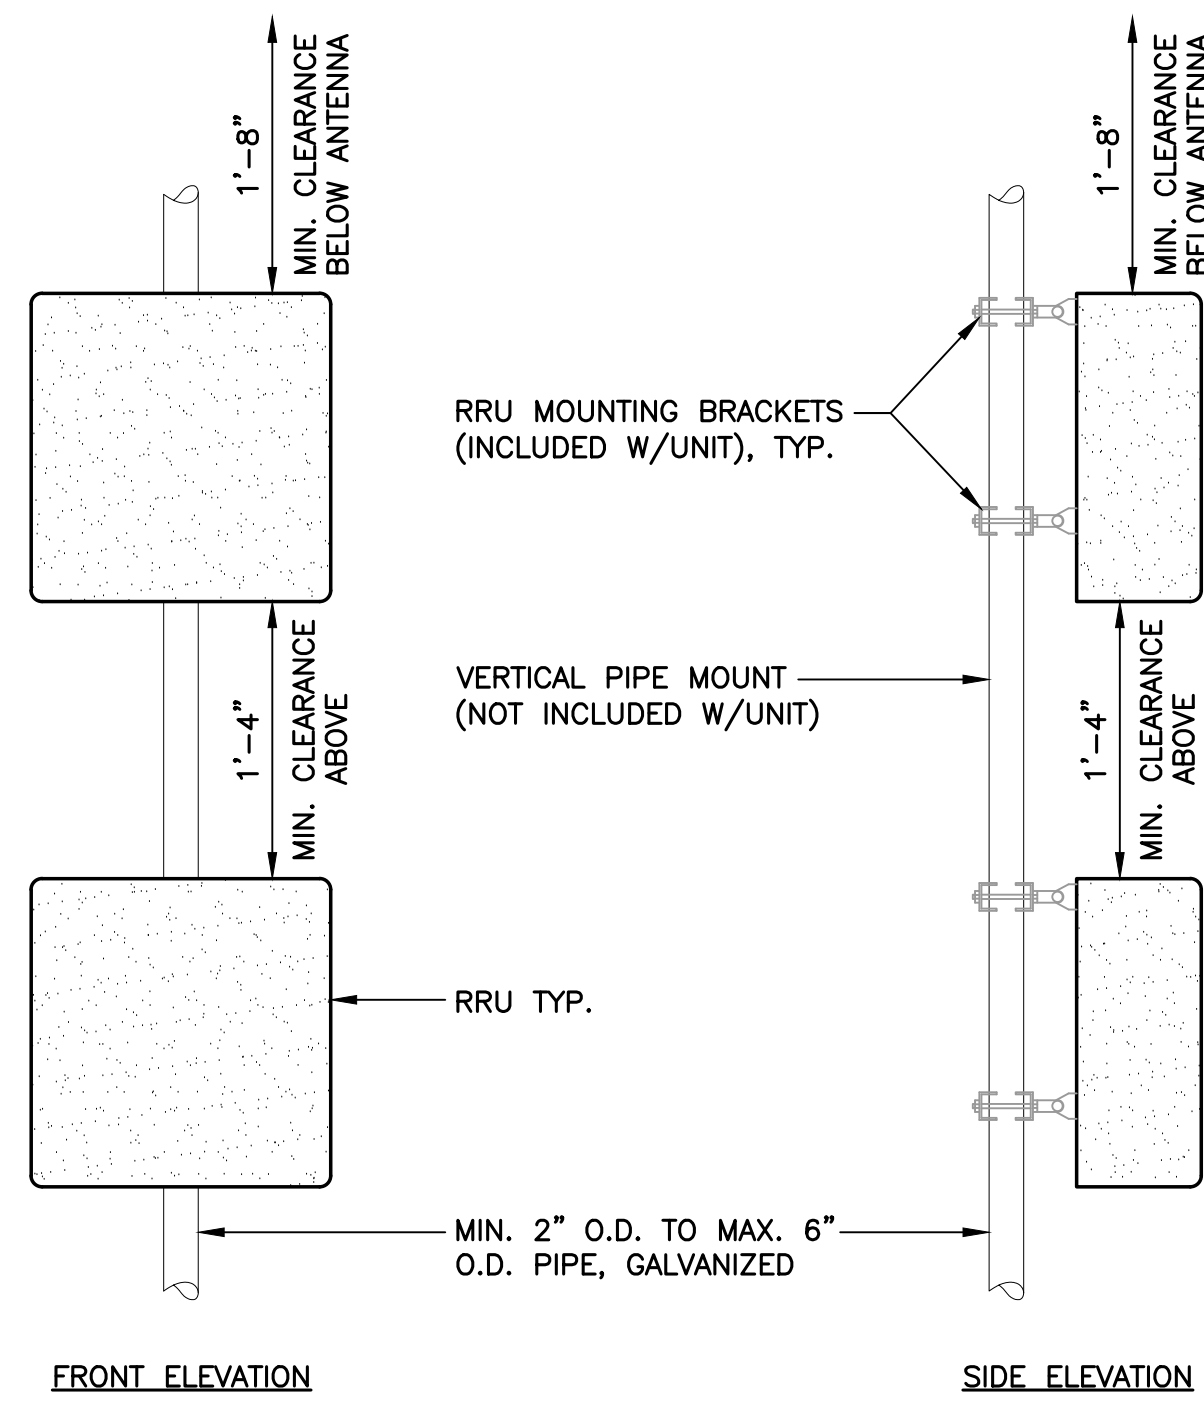 1'-8"
MIN. CLEARANCE
BELOW ANTENNA
1'-8"
MIN. CLEARANCE
BELOW ANTENNA
RRU MOUNTING BRACKETS
(INCLUDED W/UNIT), TYP.
1'-4"
MIN. CLEARANCE
ABOVE
VERTICAL PIPE MOUNT
(NOT INCLUDED W/UNIT)
1'-4"
MIN. CLEARANCE
ABOVE
RRU TYP.
MIN. 2" O.D. TO MAX. 6"
O.D. PIPE, GALVANIZED
FRONT ELEVATION
SIDE ELEVATION